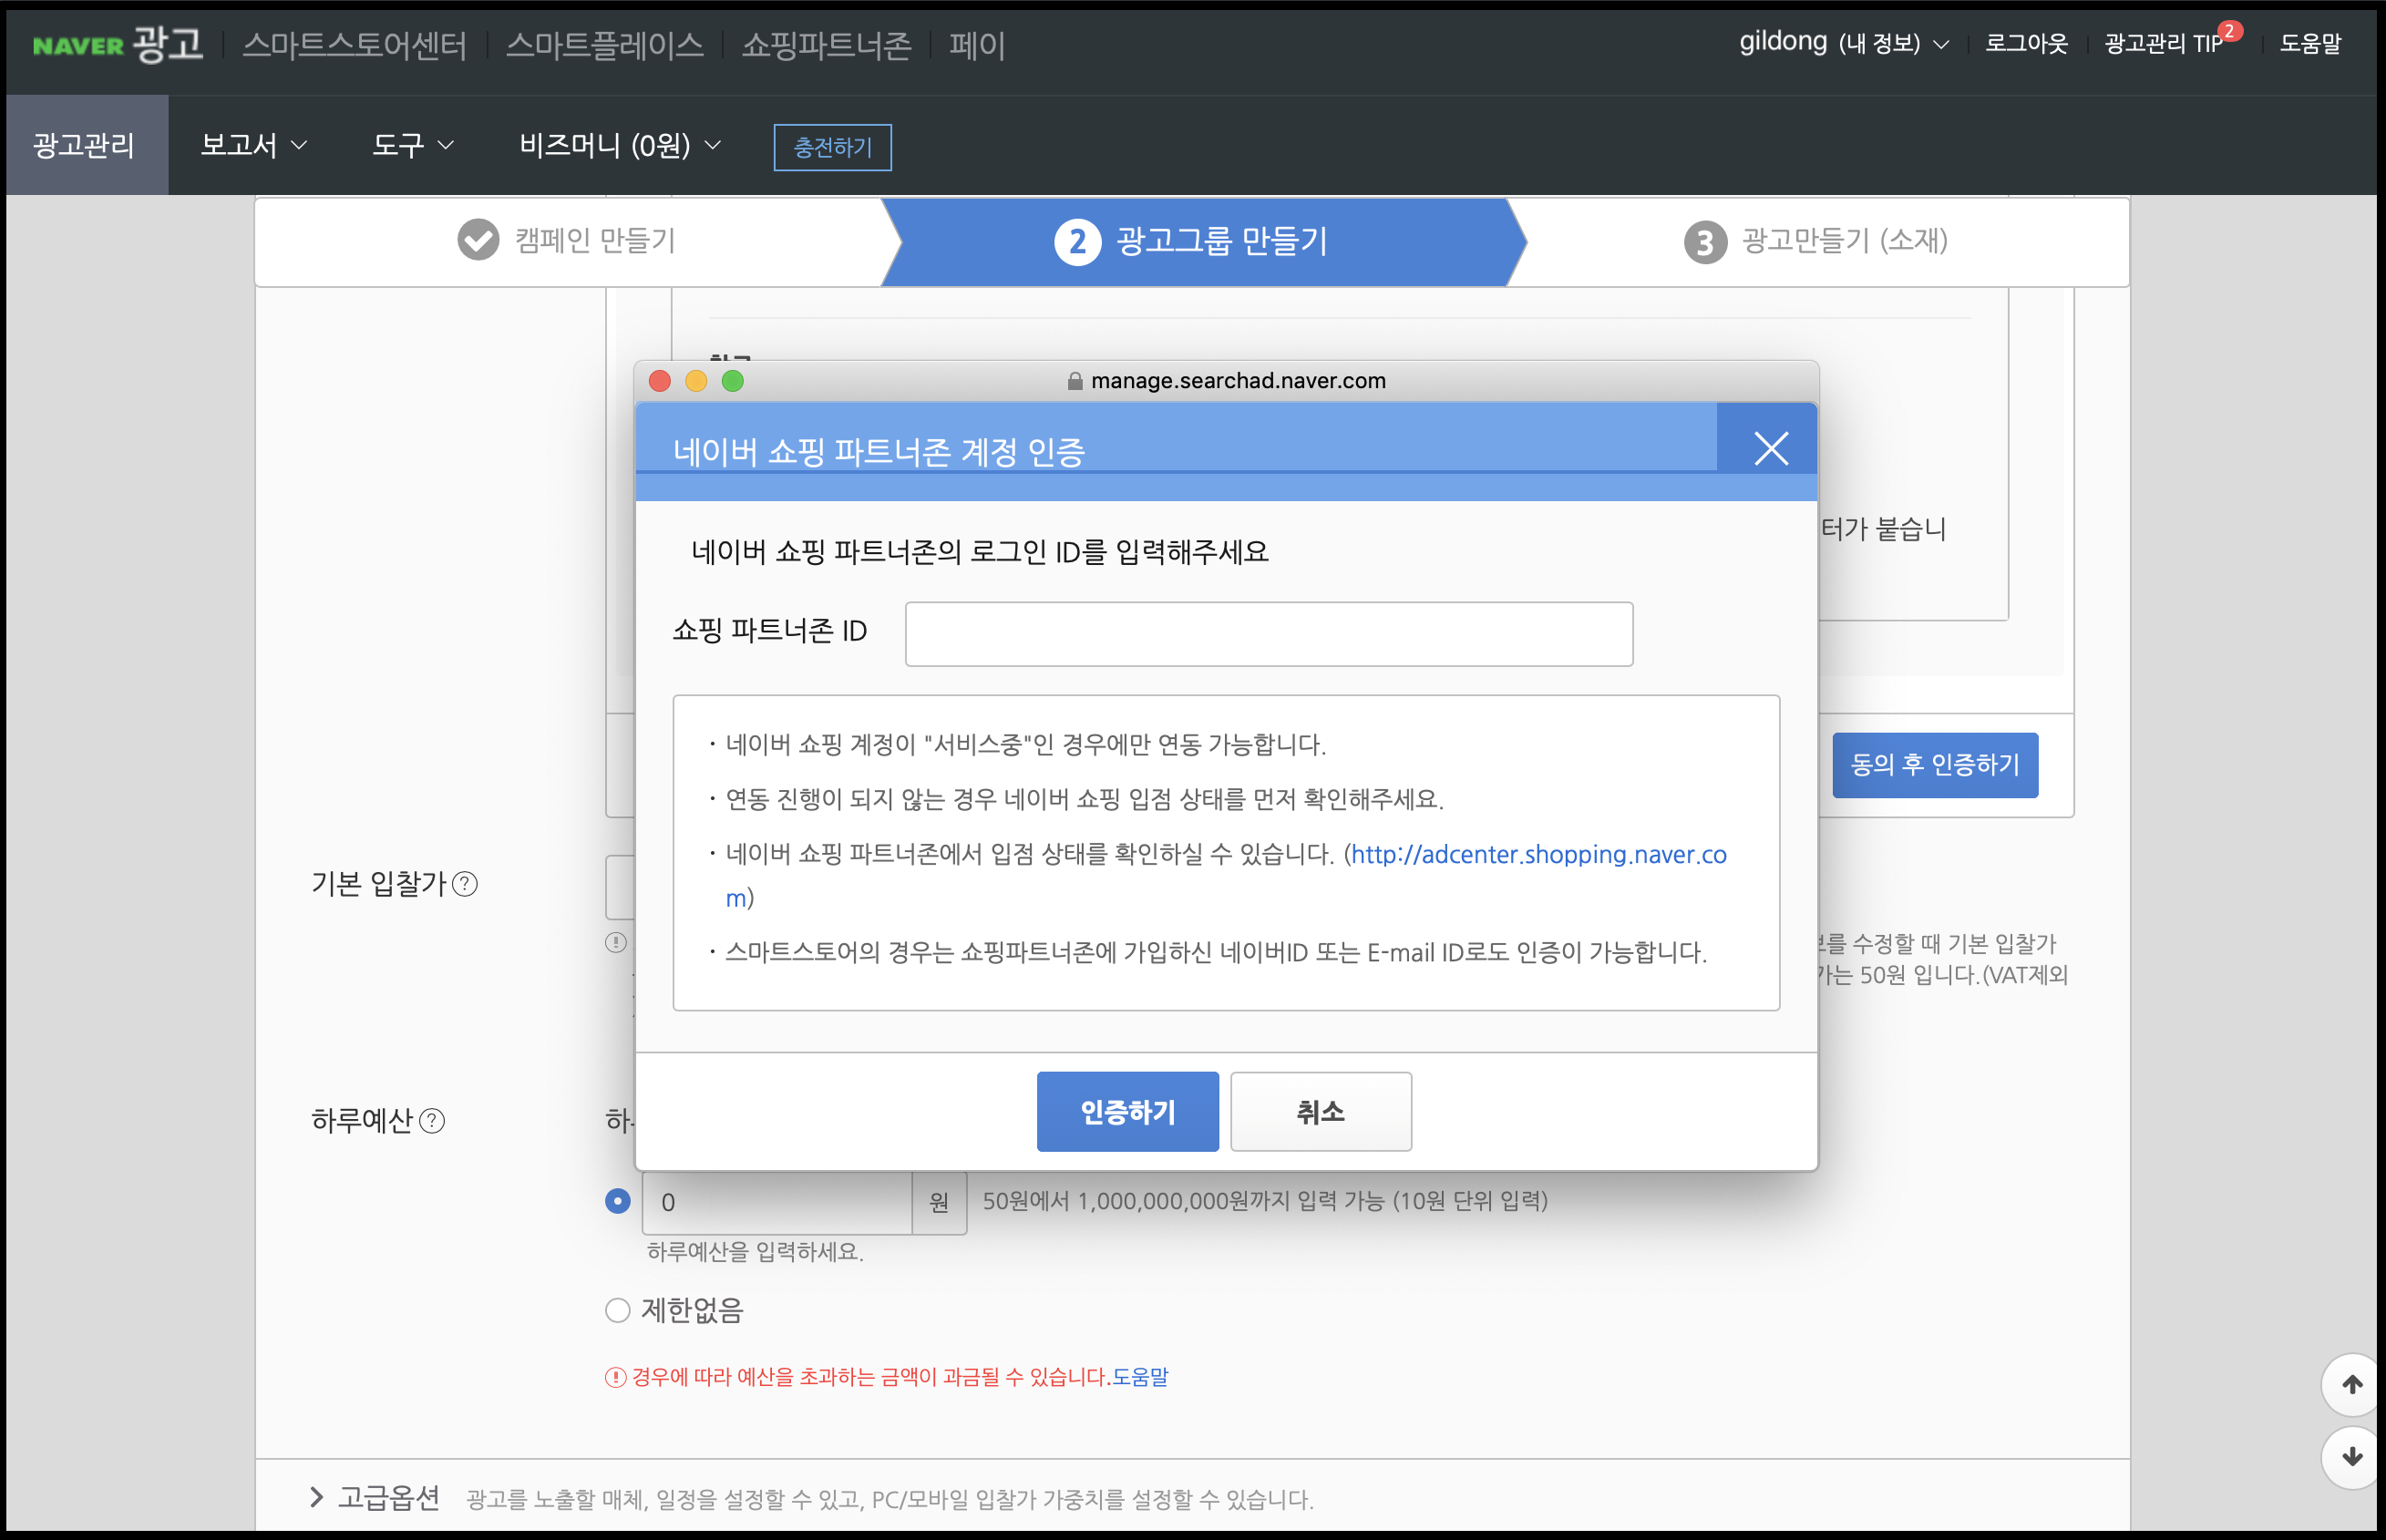 NAVER 광고 스마트스토어센터 스마트플레이스 쇼핑파트너존 페이 gildong (내 정보) 로그아웃 광고관리 TIP 2 도움말
광고관리 보고서 도구 비즈머니 (0원) 충전하기
캠페인 만들기 2 광고그룹 만들기 3 광고만들기 (소재)
manage.searchad.naver.com
네이버 쇼핑 파트너존 계정 인증
네이버 쇼핑 파트너존의 로그인 ID를 입력해주세요
터가 붙습니
쇼핑 파트너존 ID
· 네이버 쇼핑 계정이 "서비스중"인 경우에만 연동 가능합니다.
동의 후 인증하기
· 연동 진행이 되지 않는 경우 네이버 쇼핑 입점 상태를 먼저 확인해주세요.
· 네이버 쇼핑 파트너존에서 입점 상태를 확인하실 수 있습니다. (http://adcenter.shopping.naver.co
m)
· 스마트스토어의 경우는 쇼핑파트너존에 가입하신 네이버ID 또는 E-mail ID로도 인증이 가능합니다.
기본 입찰가 ?
를 수정할 때 기본 입찰가
가는 50원 입니다.(VAT제외
인증하기 취소
하루예산 ? 하
0 원 50원에서 1,000,000,000원까지 입력 가능 (10원 단위 입력)
하루예산을 입력하세요.
제한없음
경우에 따라 예산을 초과하는 금액이 과금될 수 있습니다.도움말
고급옵션 광고를 노출할 매체, 일정을 설정할 수 있고, PC/모바일 입찰가 가중치를 설정할 수 있습니다.